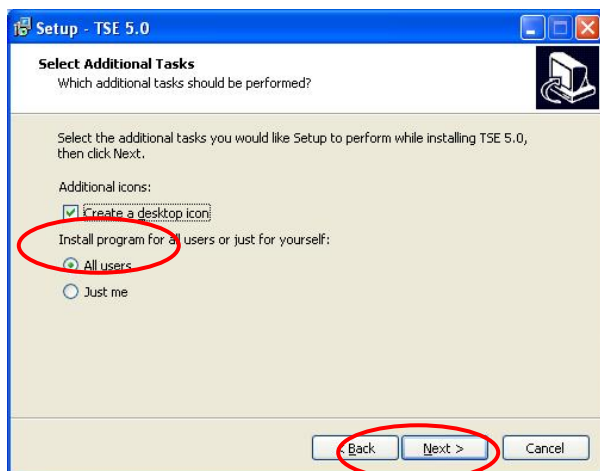 Setup - TSE 5.0
Select Additional Tasks
Which additional tasks should be performed?
Select the additional tasks you would like Setup to perform while installing TSE 5.0,
then click Next.
Additional icons:
Create a desktop icon
Install program for all users or just for yourself:
All users
Just me
< Back Next > Cancel